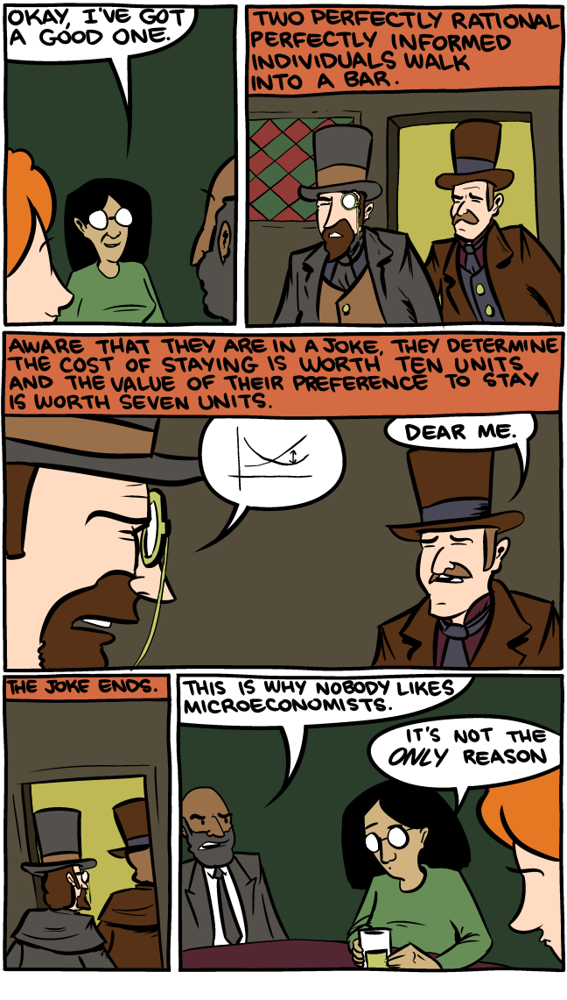 OKAY, I'VE GOT
A GOOD ONE.
TWO PERFECTLY RATIONAL
PERFECTLY INFORMED
INDIVIDUALS WALK
INTO A BAR.
AWARE THAT THEY ARE IN A JOKE, THEY DETERMINE
THE COST OF STAYING IS WORTH TEN UNITS
AND THE VALUE OF THEIR PREFERENCE TO STAY
IS WORTH SEVEN UNITS.
DEAR ME.
THE JOKE ENDS.
THIS IS WHY NOBODY LIKES
MICROECONOMISTS.
IT'S NOT THE
ONLY REASON